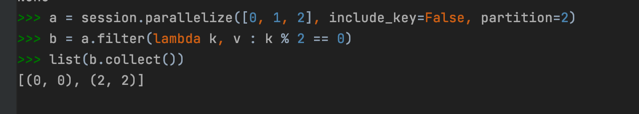 >>> a = session.parallelize([0, 1, 2], include_key=False, partition=2)
>>> b = a.filter(lambda k, v : k % 2 == 0)
>>> list(b.collect())
[(0, 0), (2, 2)]